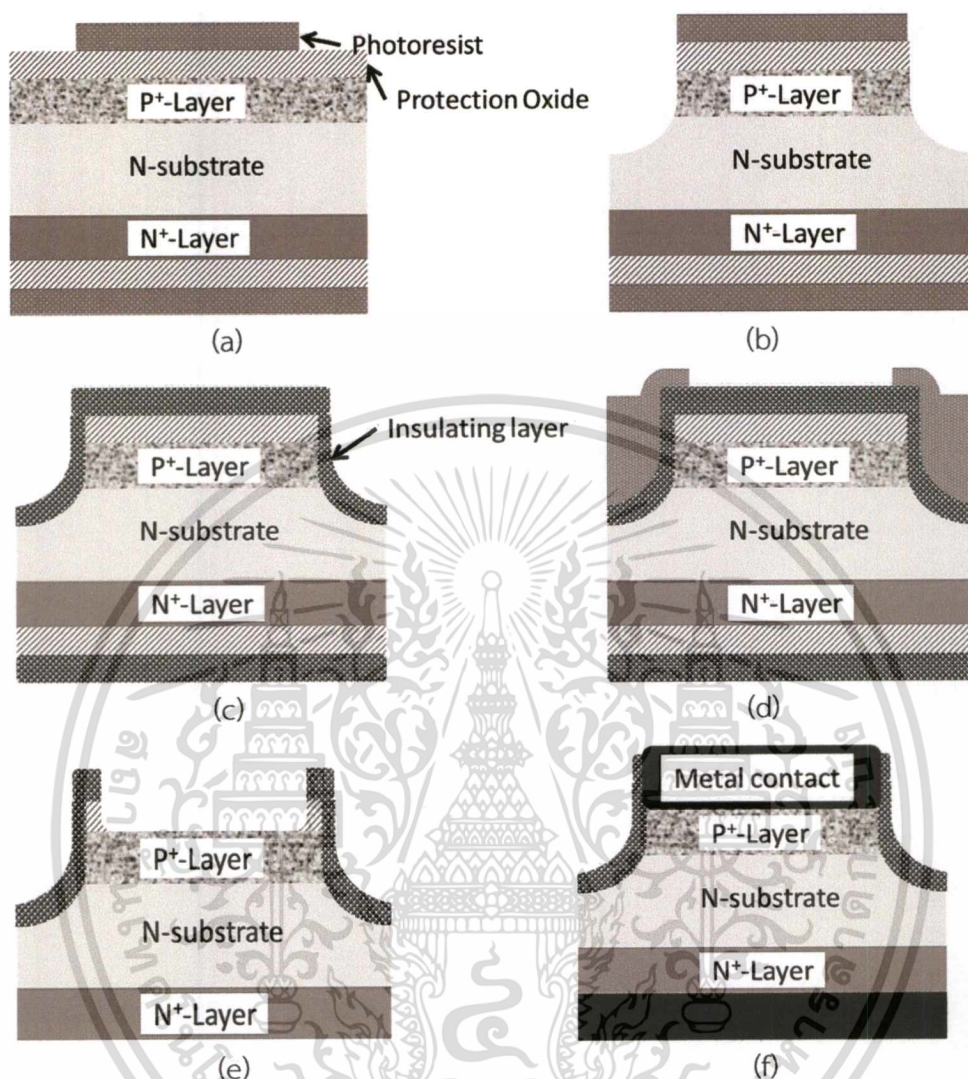 Photoresist
P⁺-Layer
Protection Oxide
N-substrate
N⁺-Layer
(a)
P⁺-Layer
N-substrate
N⁺-Layer
(b)
Insulating layer
P⁺-Layer
N-substrate
N⁺-Layer
(c)
P⁺-Layer
N-substrate
N⁺-Layer
(d)
P⁺-Layer
N-substrate
N⁺-Layer
(e)
Metal contact
P⁺-Layer
N-substrate
N⁺-Layer
(f)